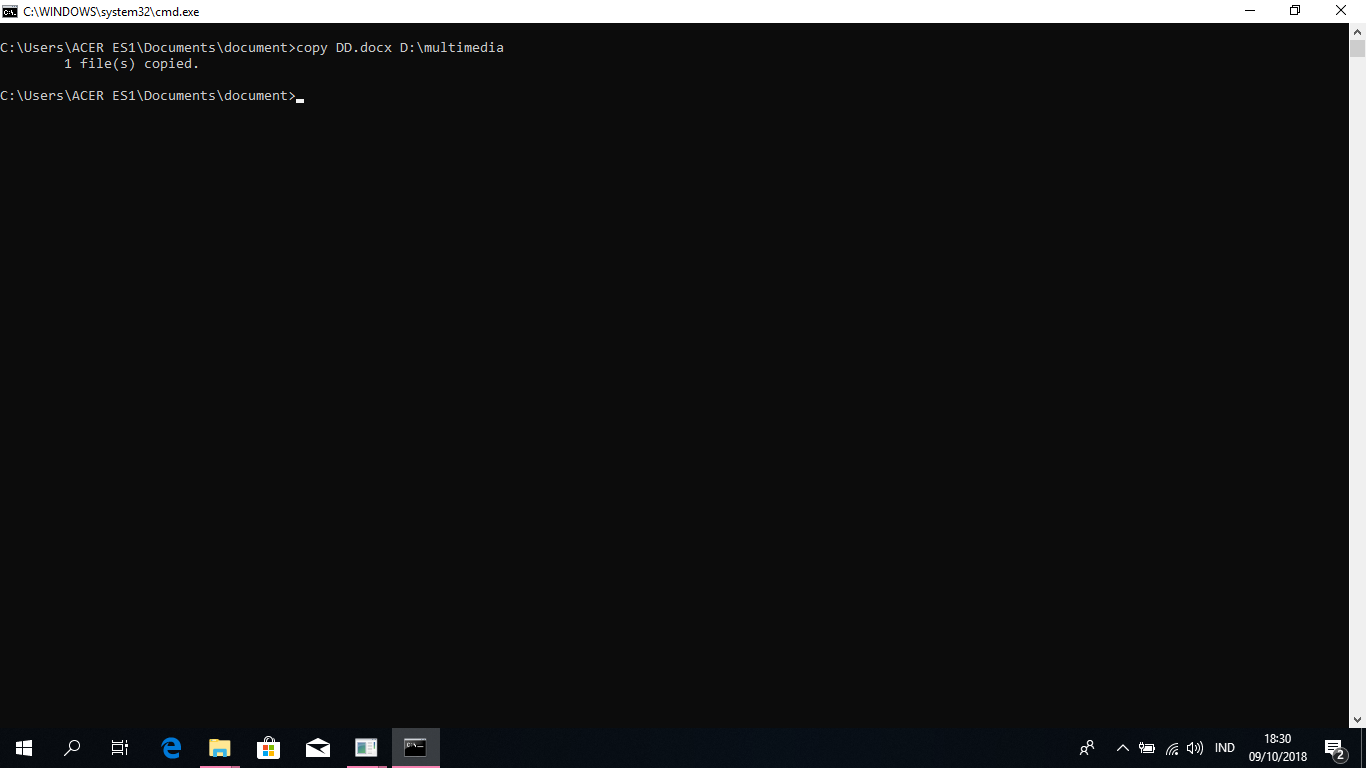 C:\WINDOWS\system32\cmd.exe
C:\Users\ACER ES1\Documents\document>copy DD.docx D:\multimedia
        1 file(s) copied.
C:\Users\ACER ES1\Documents\document>
IND
18:30
09/10/2018
2